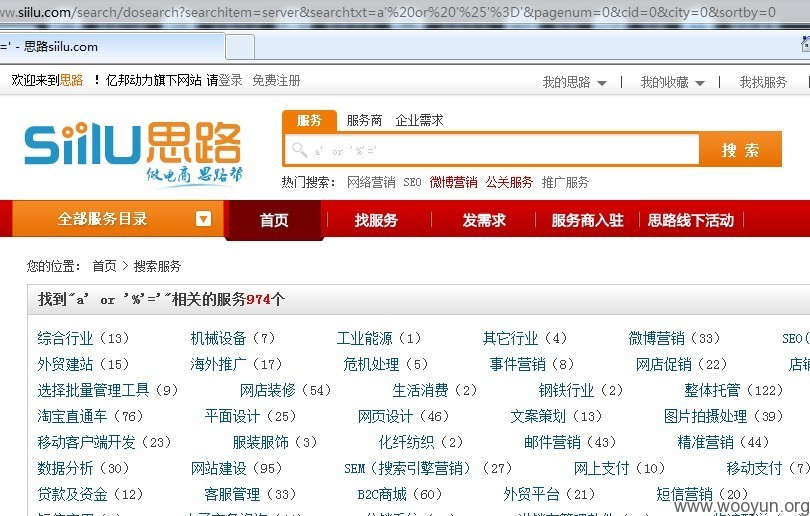 w.siilu.com/search/dosearch?searchitem=server&searchtxt=a'%20or%20'%25'%3D'&pagenum=0&cid=0&city=0&sortby=0
=' - 思路siilu.com
欢迎来到思路 ！亿邦动力旗下网站 请登录 免费注册 我的思路 | 我的收藏 | 我找服务
服务 服务商 企业需求
Siilu思路
做电商 思路帮
a' or '%'='
搜 索
热门搜索： 网络营销 SEO 微博营销 公关服务 推广服务
全部服务目录 首页 找服务 发需求 服务商入驻 思路线下活动
您的位置： 首页 > 搜索服务
找到"a' or '%'='"相关的服务974个
综合行业（13） 机械设备（7） 工业能源（1） 其它行业（4） 微博营销（33） SEO(
外贸建站（15） 海外推广（17） 危机处理（5） 事件营销（8） 网店促销（22） 店铺
选择批量管理工具（9） 网店装修（54） 生活消费（2） 钢铁行业（2） 整体托管（122）
淘宝直通车（76） 平面设计（25） 网页设计（46） 文案策划（13） 图片拍摄处理（39）
移动客户端开发（23） 服装服饰（3） 化纤纺织（2） 邮件营销（43） 精准营销（44）
数据分析（30） 网站建设（95） SEM（搜索引擎营销）（27） 网上支付（10） 移动支付（7
贷款及资金（12） 客服管理（33） B2C商城（60） 外贸平台（21） 短信营销（20）
www.wooyun.org